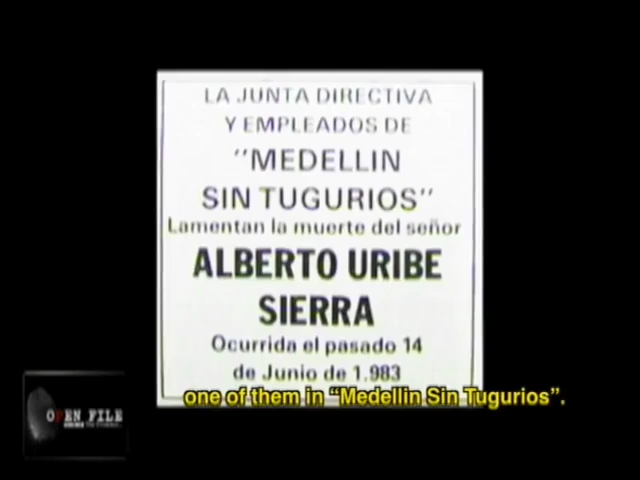 LA JUNTA DIRECTIVA
Y EMPLEADOS DE
"MEDELLIN
SIN TUGURIOS"
Lamentan la muerte del señor
ALBERTO URIBE
SIERRA
Ocurrida el pasado 14
de Junio de 1.983
one of them in “Medellin Sin Tugurios”.
OPEN FILE